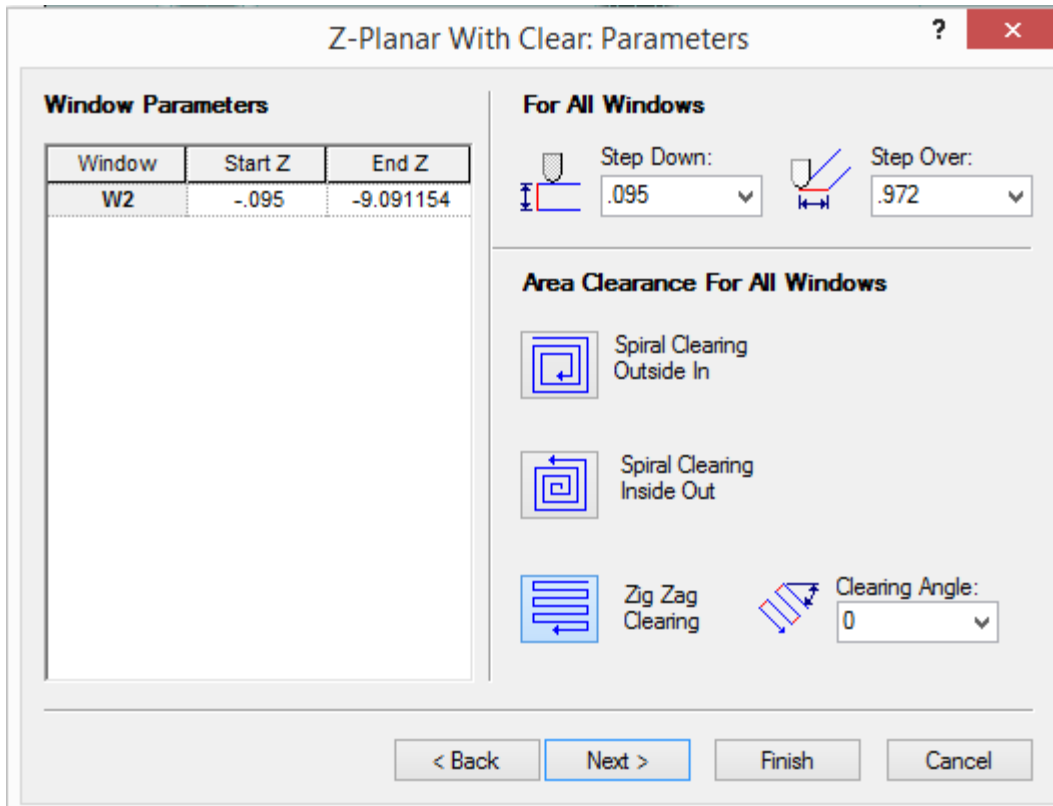 Z-Planar With Clear: Parameters
?
Window Parameters
Window Start Z End Z
W2 -.095 -9.091154
For All Windows
Step Down:
.095
Step Over:
.972
Area Clearance For All Windows
Spiral Clearing
Outside In
Spiral Clearing
Inside Out
Zig Zag
Clearing
Clearing Angle:
0
< Back
Next >
Finish
Cancel